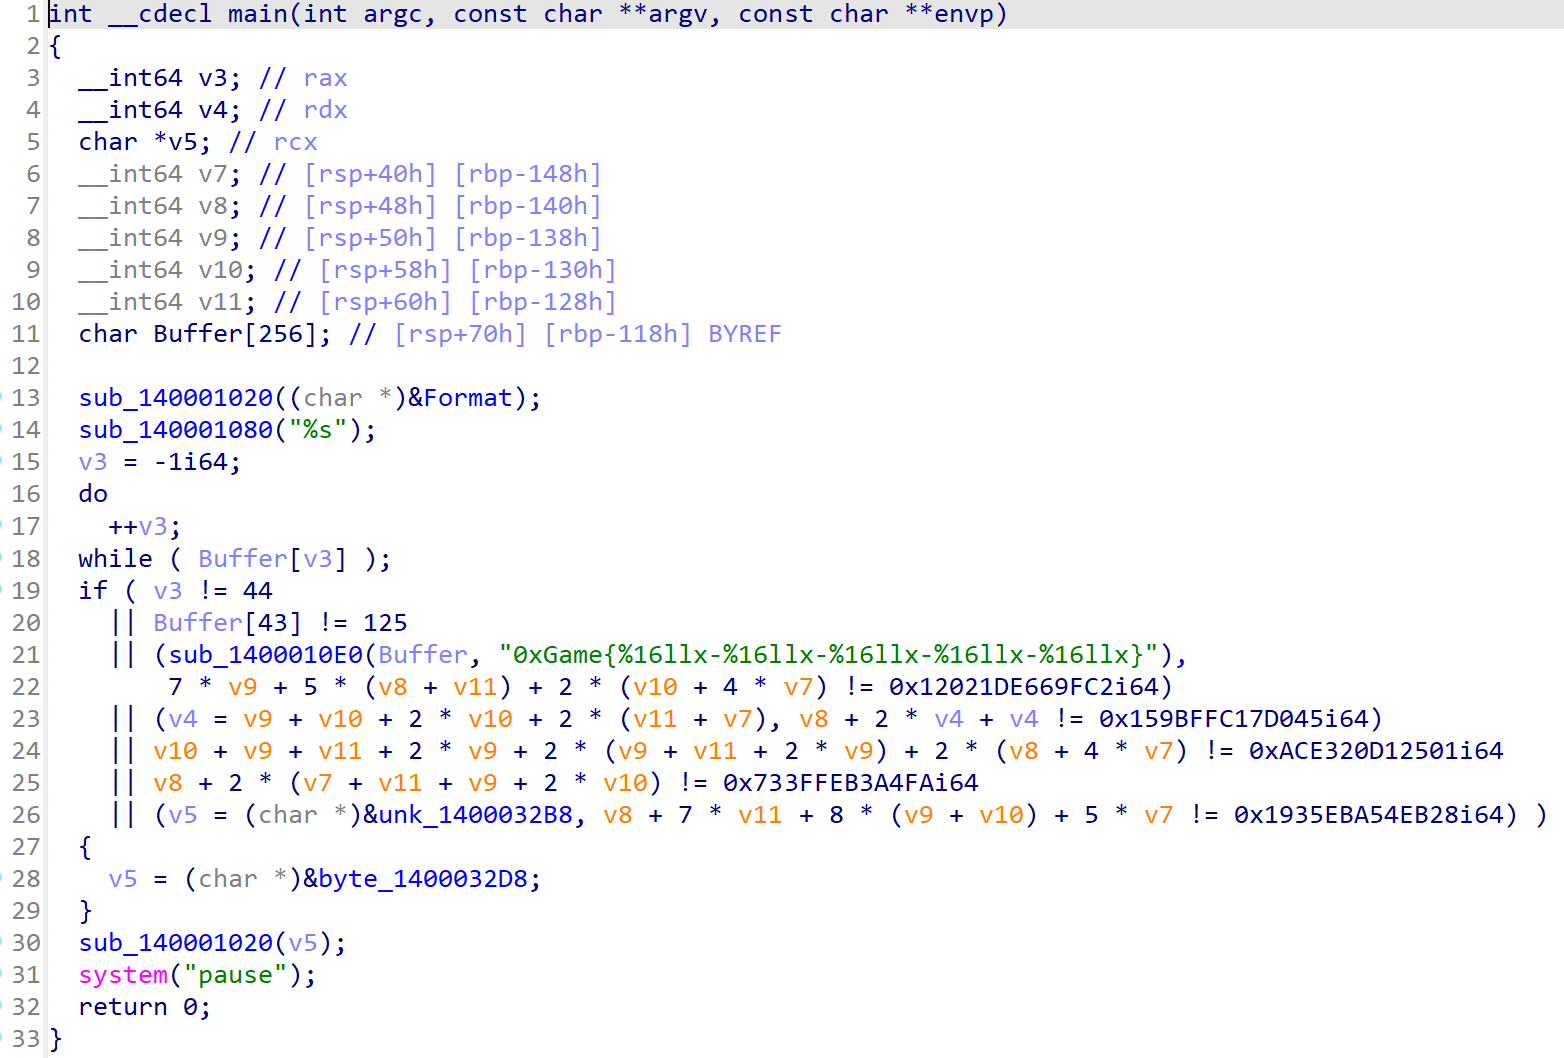 1 int __cdecl main(int argc, const char **argv, const char **envp)
2 {
3   __int64 v3; // rax
4   __int64 v4; // rdx
5   char *v5; // rcx
6   __int64 v7; // [rsp+40h] [rbp-148h]
7   __int64 v8; // [rsp+48h] [rbp-140h]
8   __int64 v9; // [rsp+50h] [rbp-138h]
9   __int64 v10; // [rsp+58h] [rbp-130h]
10   __int64 v11; // [rsp+60h] [rbp-128h]
11   char Buffer[256]; // [rsp+70h] [rbp-118h] BYREF
12
13   sub_140001020((char *)&Format);
14   sub_140001080("%s");
15   v3 = -1i64;
16   do
17     ++v3;
18   while ( Buffer[v3] );
19   if ( v3 != 44
20     || Buffer[43] != 125
21     || (sub_1400010E0(Buffer, "0xGame{%16llx-%16llx-%16llx-%16llx-%16llx}"),
22         7 * v9 + 5 * (v8 + v11) + 2 * (v10 + 4 * v7) != 0x12021DE669FC2i64)
23     || (v4 = v9 + v10 + 2 * v10 + 2 * (v11 + v7), v8 + 2 * v4 + v4 != 0x159BFFC17D045i64)
24     || v10 + v9 + v11 + 2 * v9 + 2 * (v9 + v11 + 2 * v9) + 2 * (v8 + 4 * v7) != 0xACE320D12501i64
25     || v8 + 2 * (v7 + v11 + v9 + 2 * v10) != 0x733FFEB3A4FAi64
26     || (v5 = (char *)&unk_1400032B8, v8 + 7 * v11 + 8 * (v9 + v10) + 5 * v7 != 0x1935EBA54EB28i64) )
27   {
28     v5 = (char *)&byte_1400032D8;
29   }
30   sub_140001020(v5);
31   system("pause");
32   return 0;
33 }